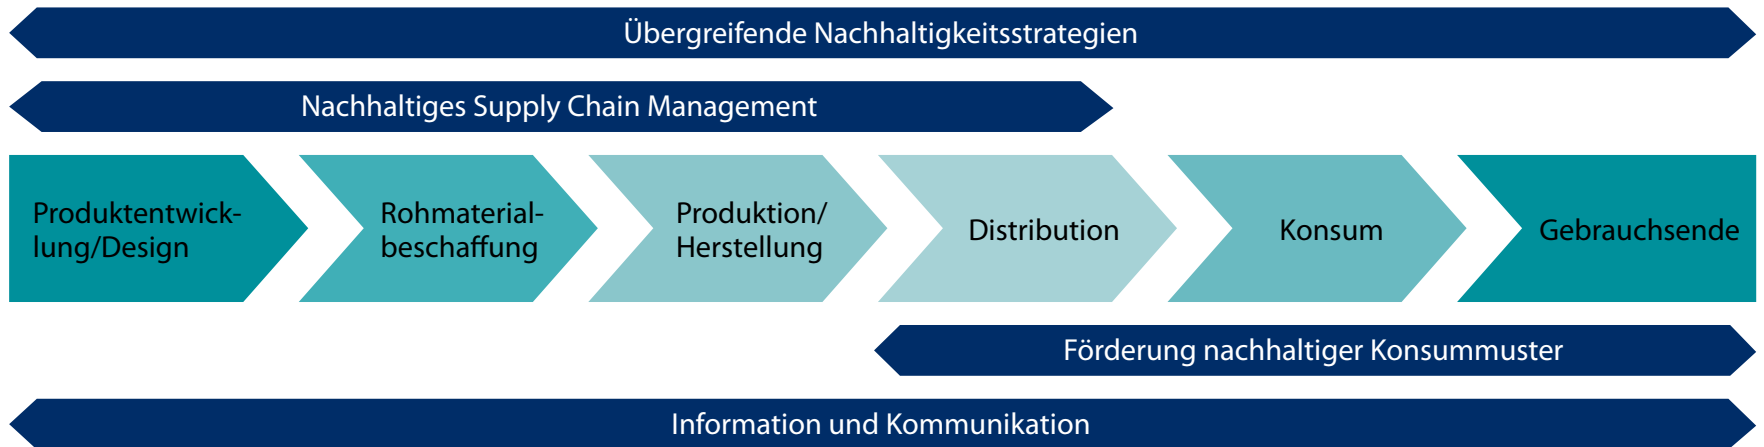 Übergreifende Nachhaltigkeitsstrategien
Nachhaltiges Supply Chain Management
Produktentwick-
lung/Design
Rohmaterial-
beschaffung
Produktion/
Herstellung
Distribution
Konsum
Gebrauchsende
Förderung nachhaltiger Konsummuster
Information und Kommunikation